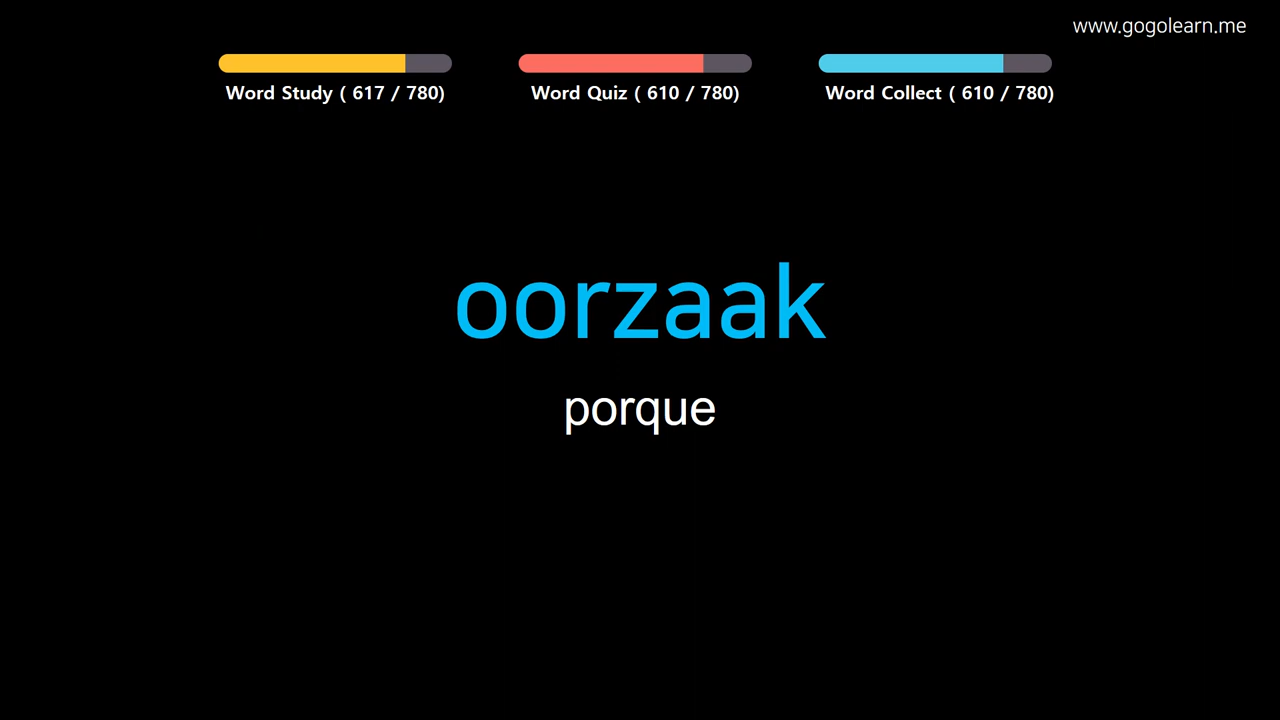 www.gogolearn.me
Word Study ( 617 / 780)
Word Quiz ( 610 / 780)
Word Collect ( 610 / 780)
oorzaak
porque